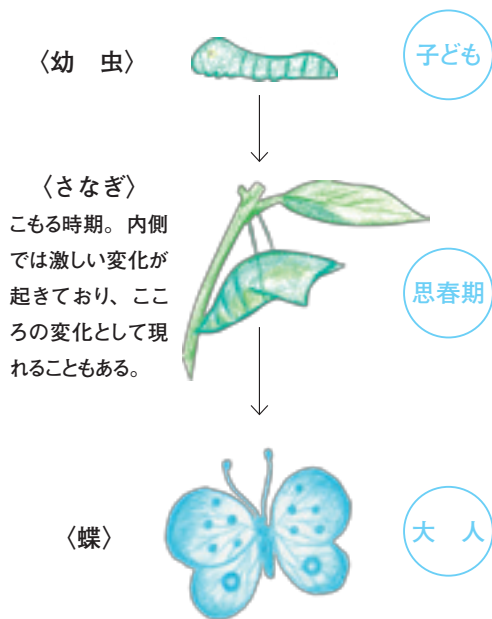 〈幼　虫〉
子ども
〈さなぎ〉
こもる時期。内側
では激しい変化が
起きており、ここ
ろの変化として現
れることもある。
思春期
〈蝶〉
大　人